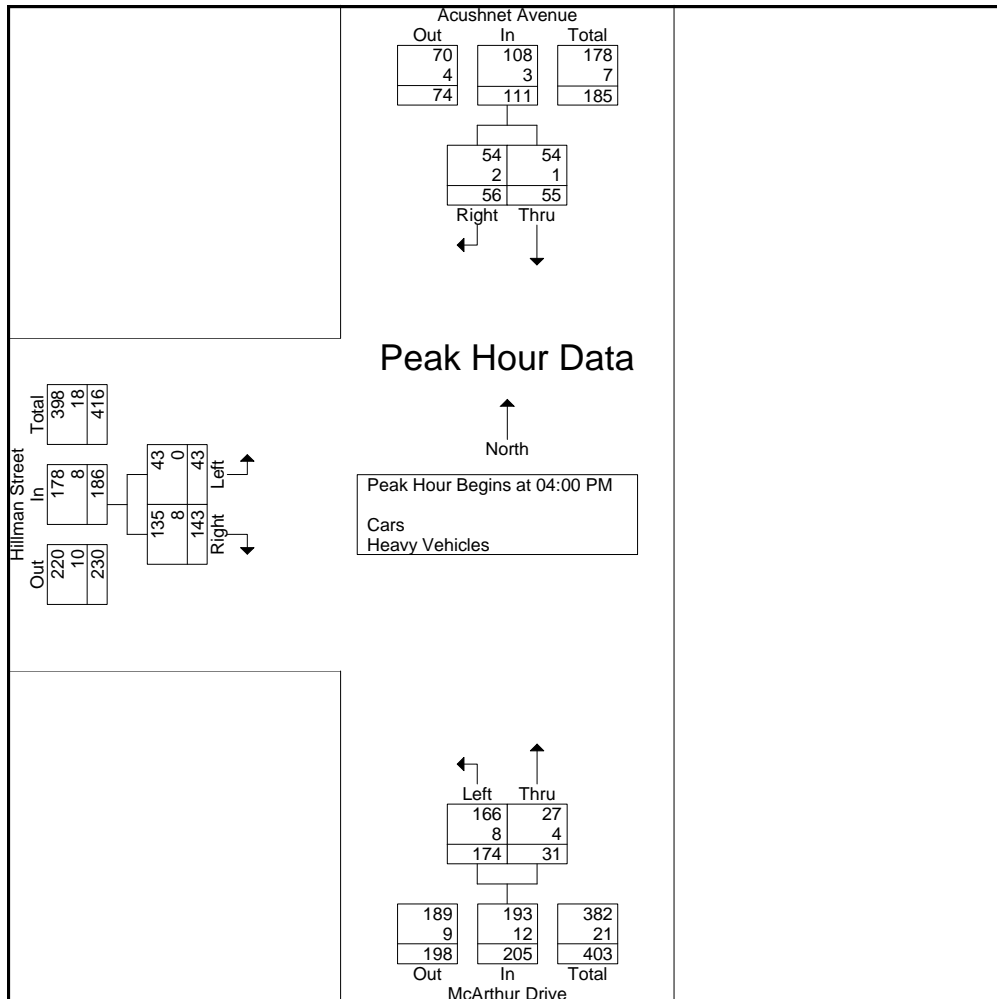 Acushnet Avenue
Out In Total
70 108 178
4 3 7
74 111 185
54 54
2 1
56 55
Right Thru
Peak Hour Data
North
Peak Hour Begins at 04:00 PM
Cars
Heavy Vehicles
Hillman Street
Total
398
18
416
In
178
8
186
Out
220
10
230
43
0
43
Left
135
8
143
Right
Left Thru
166 27
8 4
174 31
189 193 382
9 12 21
198 205 403
Out In Total
McArthur Drive